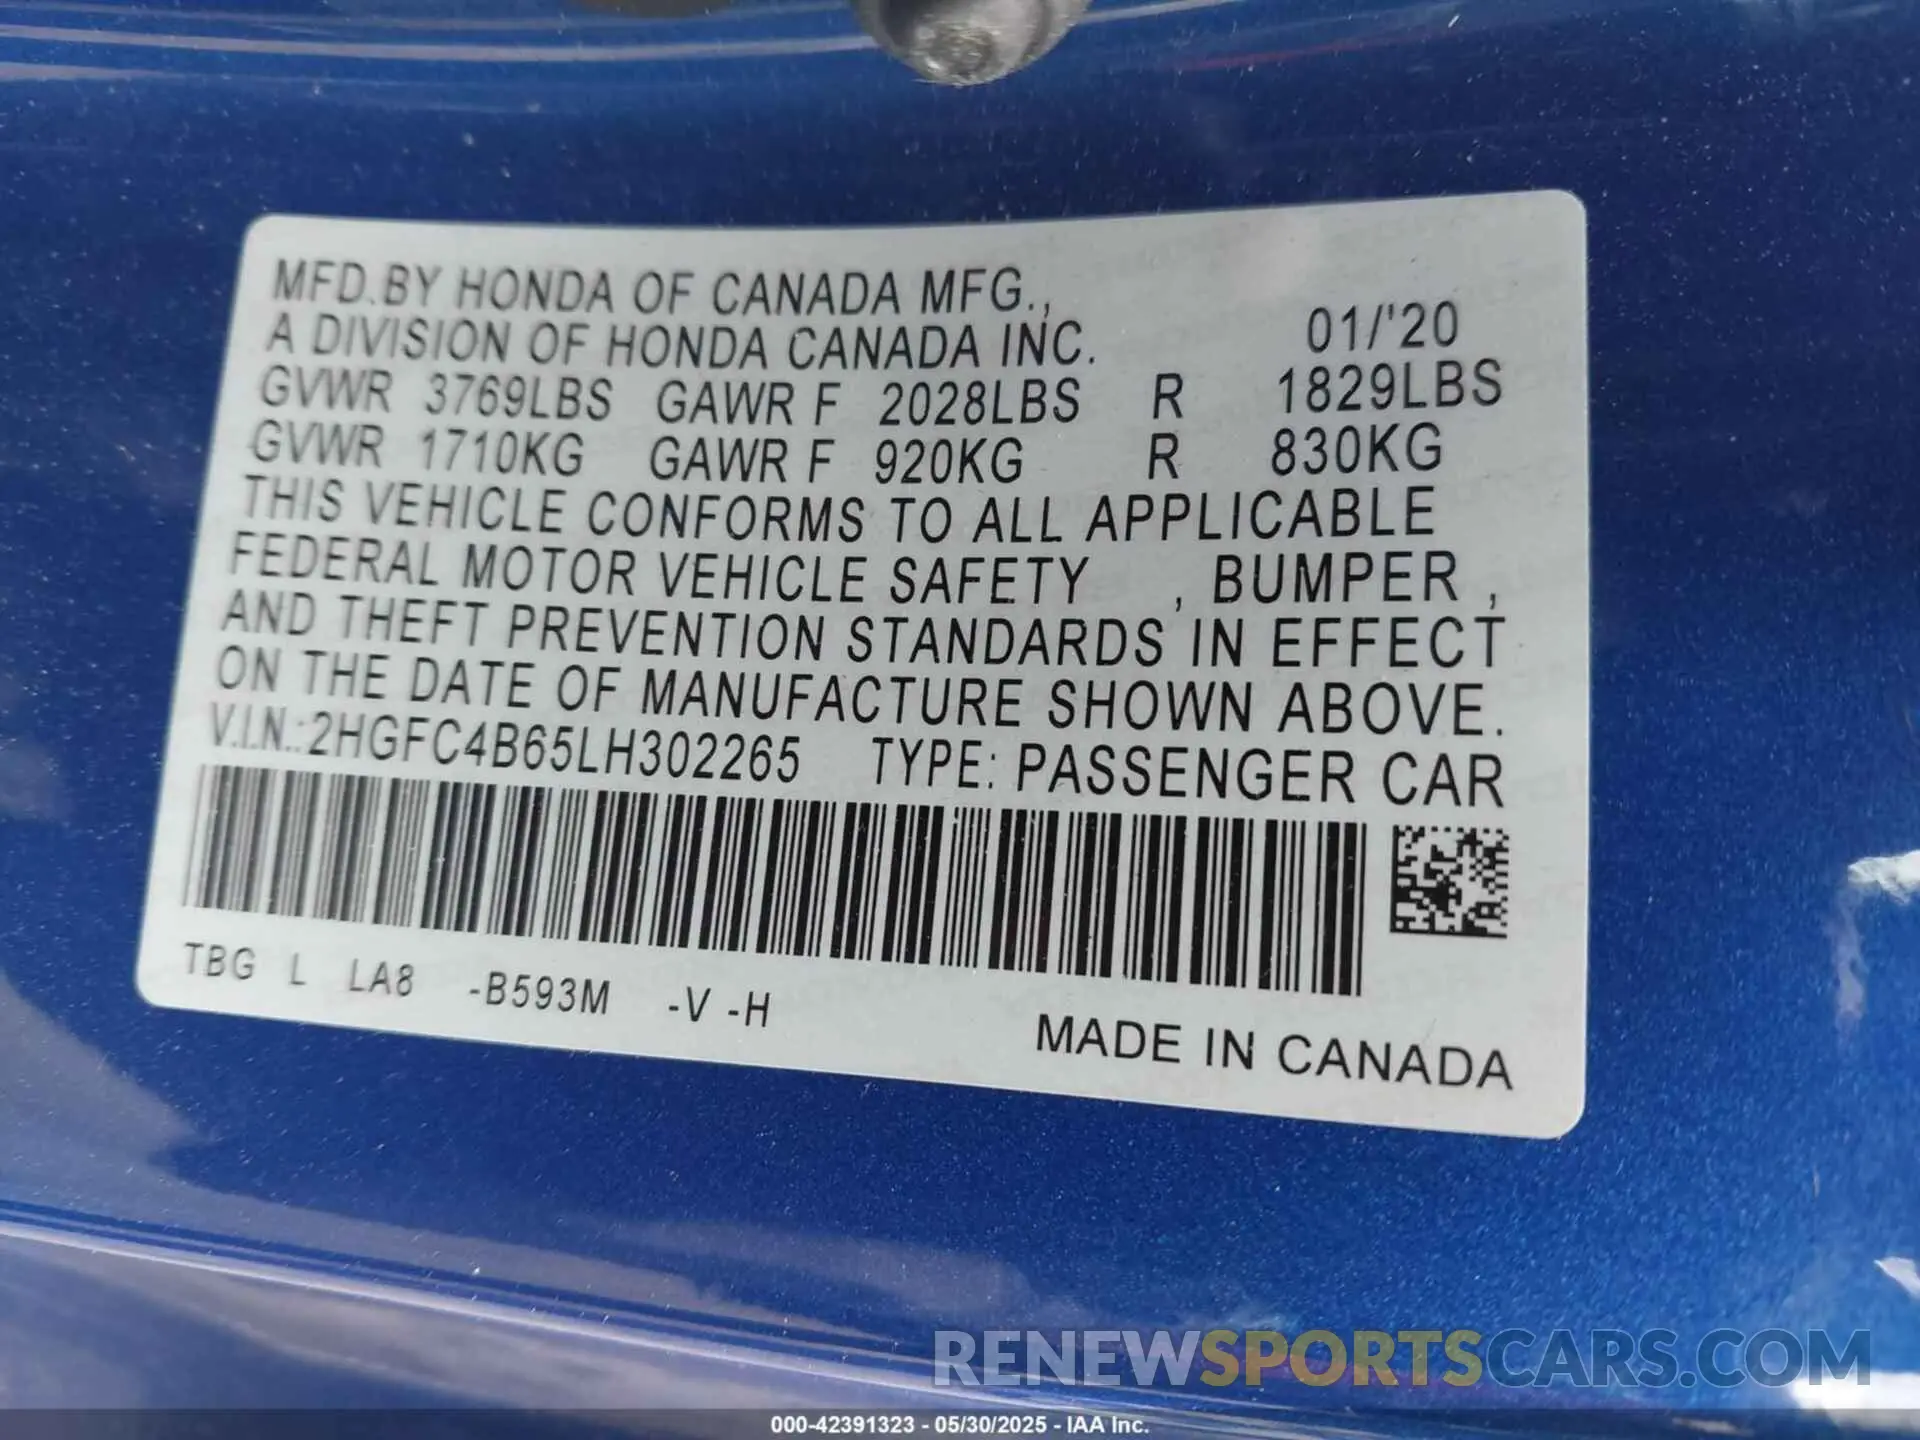 MFD.BY HONDA OF CANADA MFG.,
A DIVISION OF HONDA CANADA INC. 01/'20
GVWR 3769LBS GAWR F 2028LBS R 1829LBS
GVWR 1710KG GAWR F 920KG R 830KG
THIS VEHICLE CONFORMS TO ALL APPLICABLE
FEDERAL MOTOR VEHICLE SAFETY , BUMPER ,
AND THEFT PREVENTION STANDARDS IN EFFECT
ON THE DATE OF MANUFACTURE SHOWN ABOVE.
V.I.N.:2HGFC4B65LH302265 TYPE: PASSENGER CAR
TBG L LA8 -B593M -V -H
MADE IN CANADA
RENEWSPORTSCARS.COM
000-42391323 - 05/30/2025 - IAA Inc.